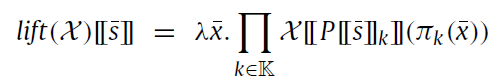 lift(𝒳)⟦s̄⟧ = λx̄. ∏_{k∈𝕂} 𝒳⟦P⟦s̄⟧_k⟧(π_k(x̄))